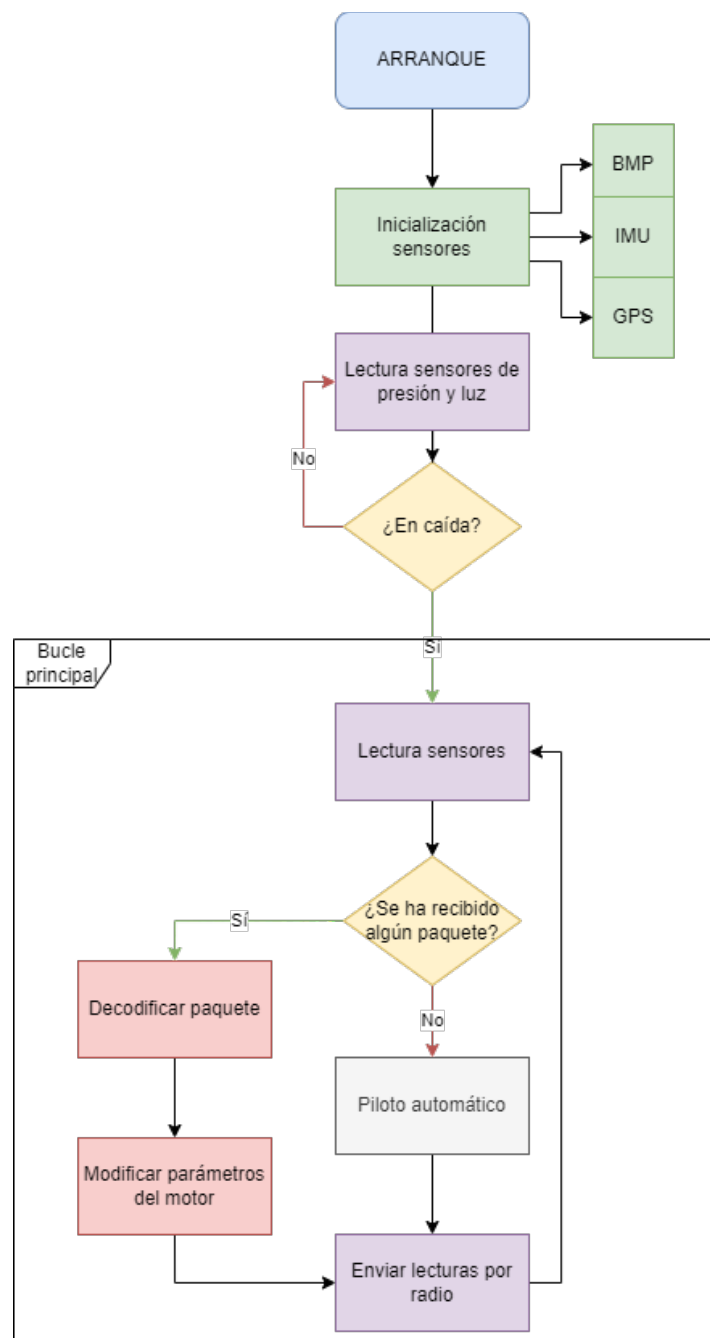 ARRANQUE
BMP
Inicialización
sensores
IMU
GPS
Lectura sensores de
presión y luz
No
¿En caída?
Sí
Bucle
principal
Lectura sensores
¿Se ha recibido
algún paquete?
Sí
Decodificar paquete
No
Piloto automático
Modificar parámetros
del motor
Enviar lecturas por
radio